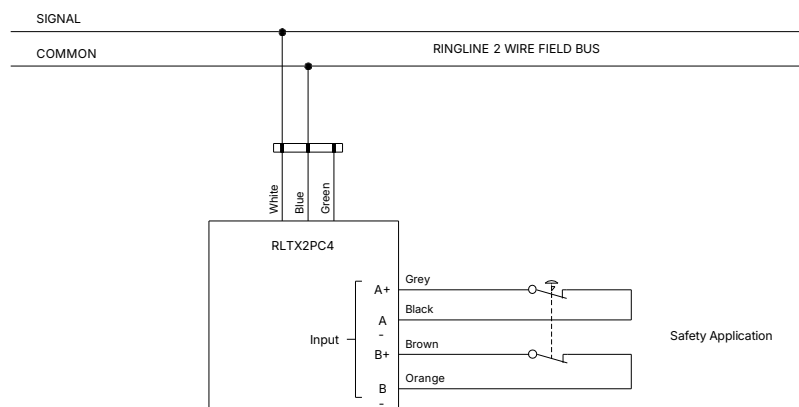 SIGNAL
COMMON
RINGLINE 2 WIRE FIELD BUS
White
Blue
Green
RLTX2PC4
A+
Grey
Black
A
-
Input
Safety Application
Brown
B+
Orange
B
-